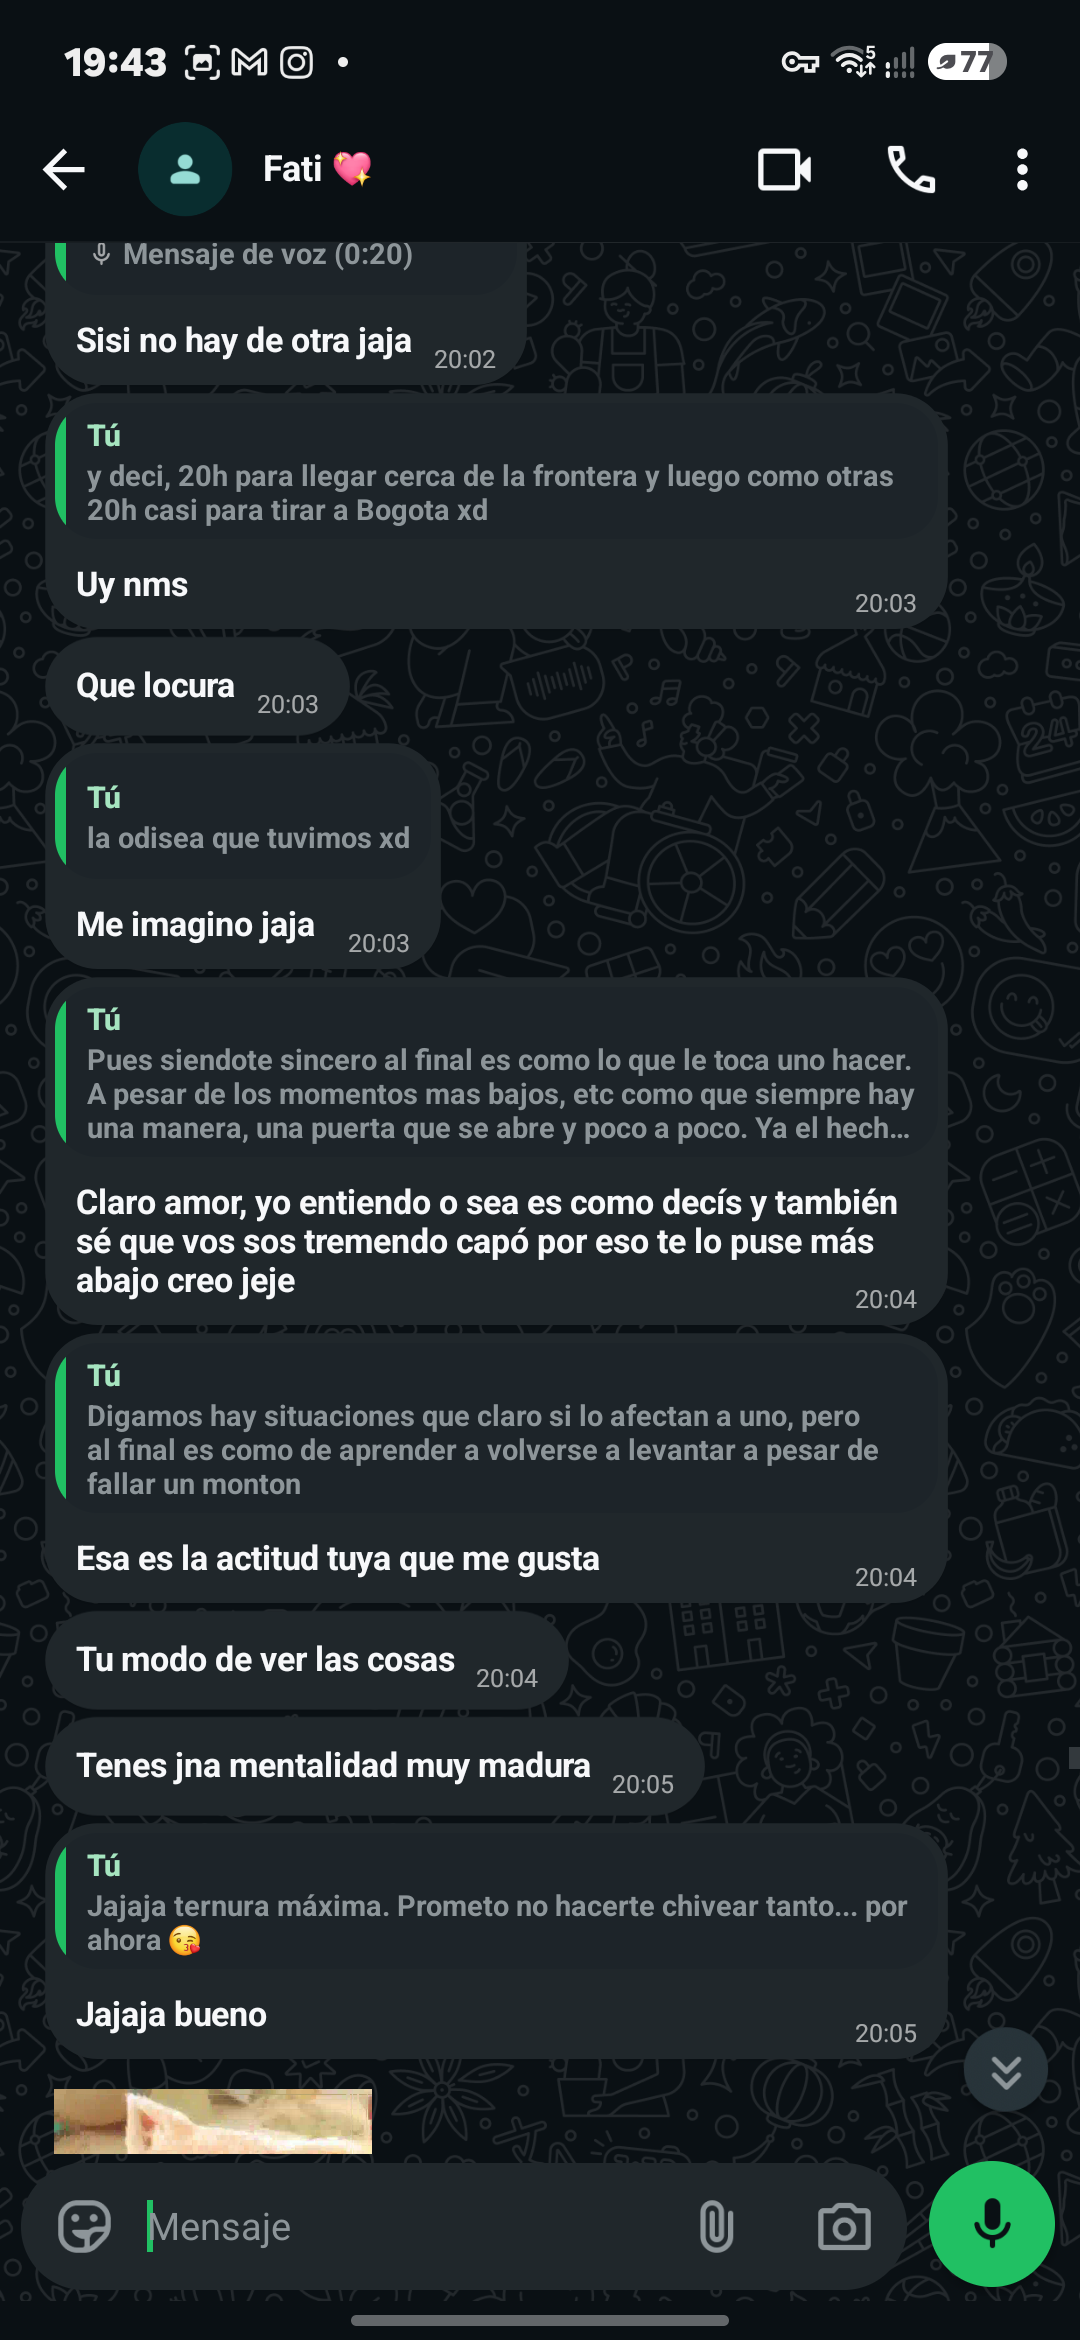 19:43
5
77
Fati 💖
Mensaje de voz (0:20)
Sisi no hay de otra jaja 20:02
Tú
y deci, 20h para llegar cerca de la frontera y luego como otras
20h casi para tirar a Bogota xd
Uy nms
20:03
Que locura 20:03
Tú
la odisea que tuvimos xd
Me imagino jaja 20:03
Tú
Pues siendote sincero al final es como lo que le toca uno hacer.
A pesar de los momentos mas bajos, etc como que siempre hay
una manera, una puerta que se abre y poco a poco. Ya el hech...
Claro amor, yo entiendo o sea es como decís y también
sé que vos sos tremendo capó por eso te lo puse más
abajo creo jeje
20:04
Tú
Digamos hay situaciones que claro si lo afectan a uno, pero
al final es como de aprender a volverse a levantar a pesar de
fallar un monton
Esa es la actitud tuya que me gusta
20:04
Tu modo de ver las cosas 20:04
Tenes jna mentalidad muy madura 20:05
Tú
Jajaja ternura máxima. Prometo no hacerte chivear tanto... por
ahora 😘
Jajaja bueno
20:05
Mensaje